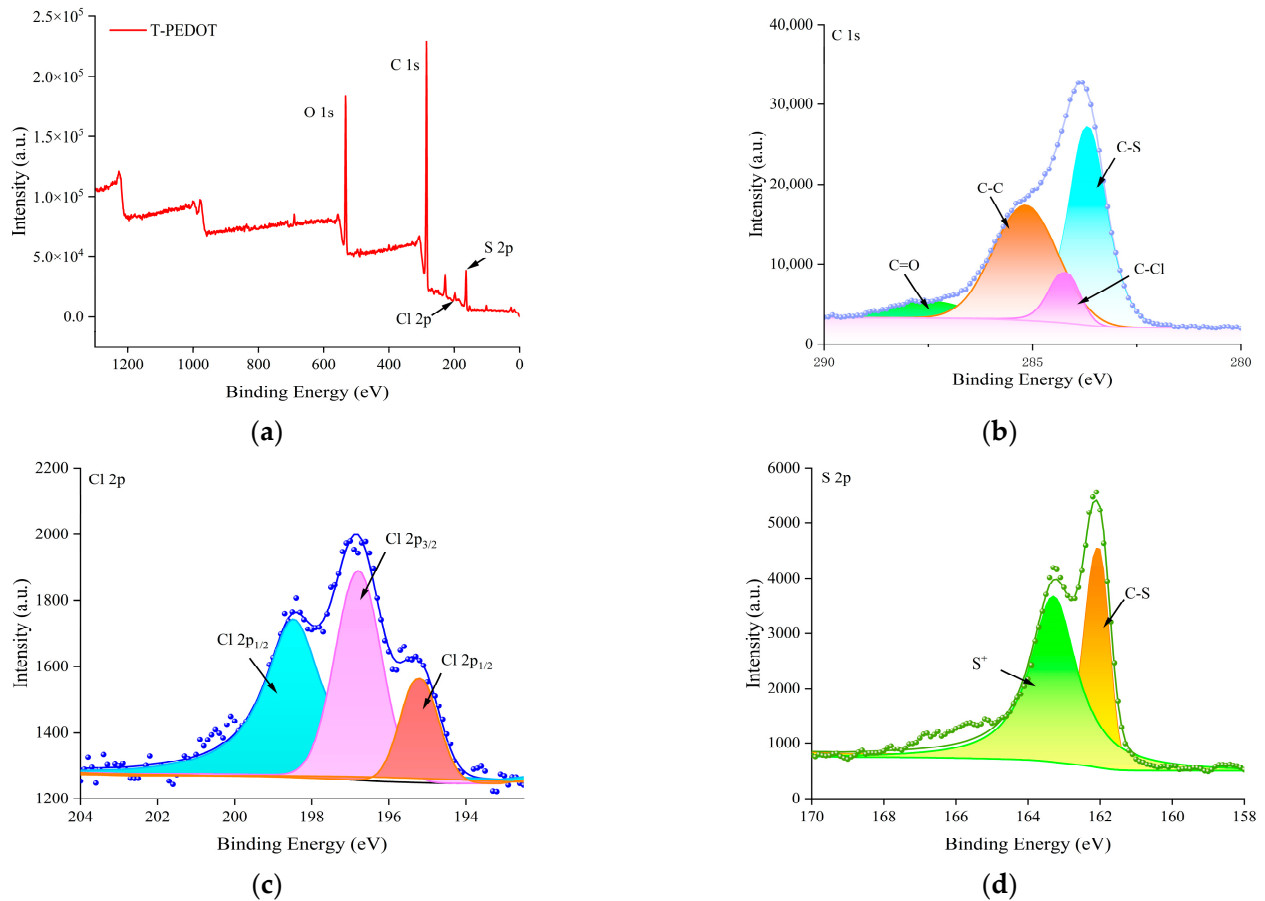 T-PEDOT
C 1s
O 1s
S 2p
Cl 2p
2.5×10⁵
2.0×10⁵
1.5×10⁵
1.0×10⁵
5.0×10⁴
0.0
Intensity (a.u.)
1200 1000 800 600 400 200 0
Binding Energy (eV)
(a)
C 1s
C-S
C-C
C=O
C-Cl
40,000
30,000
20,000
10,000
0
Intensity (a.u.)
290 285 280
Binding Energy (eV)
(b)
Cl 2p
Cl 2p₃/₂
Cl 2p₁/₂
Cl 2p₁/₂
2200
2000
1800
1600
1400
1200
Intensity (a.u.)
204 202 200 198 196 194
Binding Energy (eV)
(c)
S 2p
C-S
S⁺
6000
5000
4000
3000
2000
1000
0
Intensity (a.u.)
170 168 166 164 162 160 158
Binding Energy (eV)
(d)